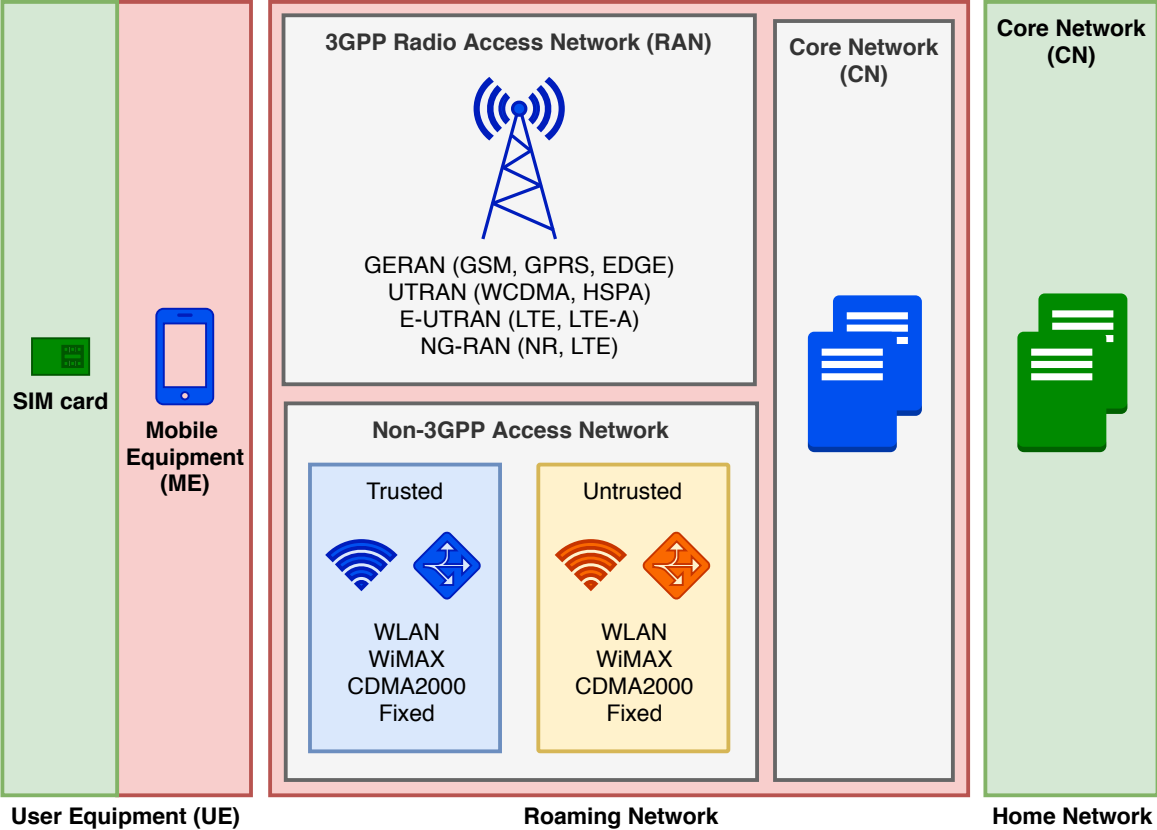 SIM card
Mobile
Equipment
(ME)
User Equipment (UE)
3GPP Radio Access Network (RAN)
GERAN (GSM, GPRS, EDGE)
UTRAN (WCDMA, HSPA)
E-UTRAN (LTE, LTE-A)
NG-RAN (NR, LTE)
Non-3GPP Access Network
Trusted
WLAN
WiMAX
CDMA2000
Fixed
Untrusted
WLAN
WiMAX
CDMA2000
Fixed
Core Network
(CN)
Roaming Network
Core Network
(CN)
Home Network